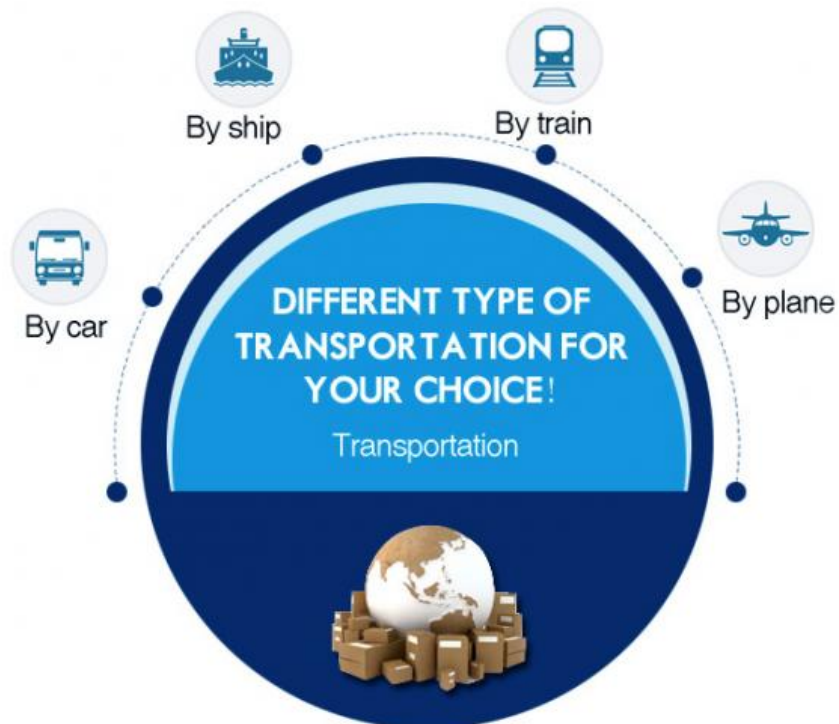 By ship
By train
By car
By plane
DIFFERENT TYPE OF
TRANSPORTATION FOR
YOUR CHOICE!
Transportation